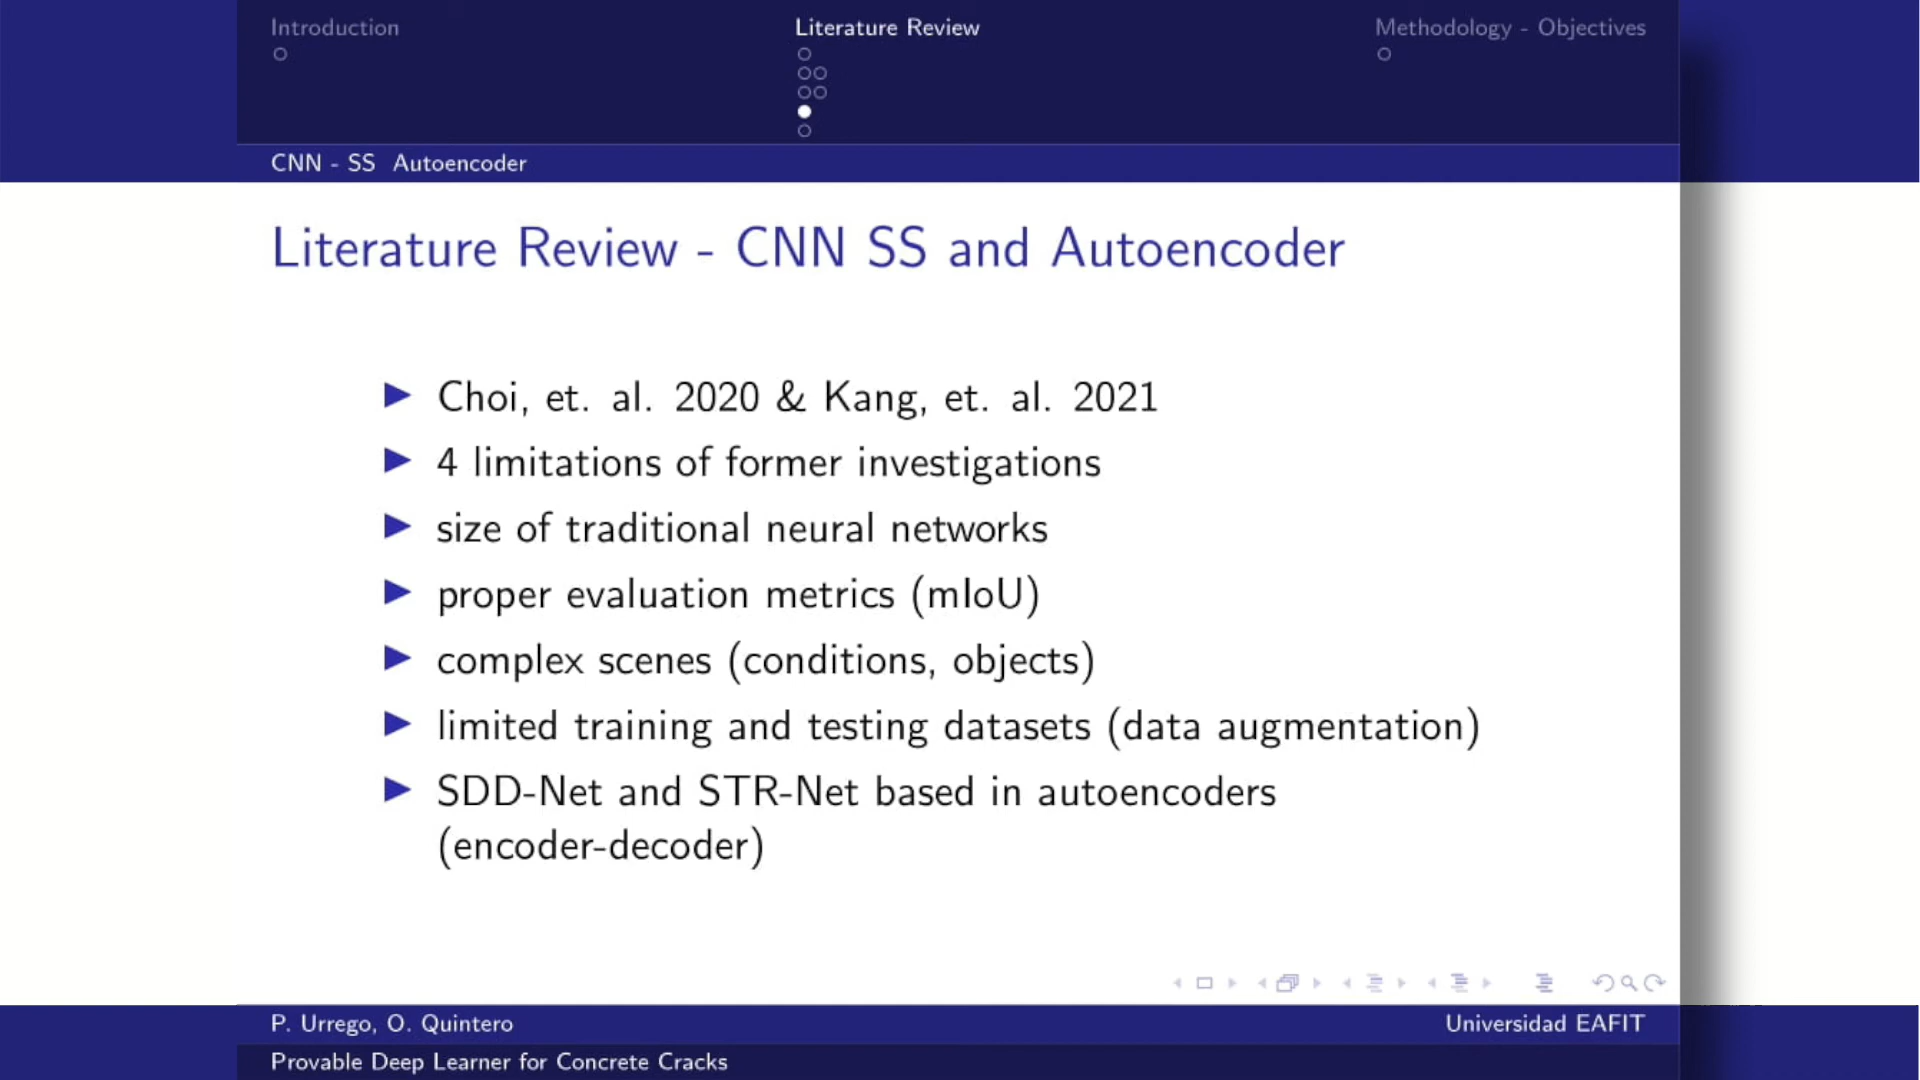 Introduction
Literature Review
Methodology - Objectives
CNN - SS Autoencoder
Literature Review - CNN SS and Autoencoder
Choi, et. al. 2020 & Kang, et. al. 2021
4 limitations of former investigations
size of traditional neural networks
proper evaluation metrics (mIoU)
complex scenes (conditions, objects)
limited training and testing datasets (data augmentation)
SDD-Net and STR-Net based in autoencoders
(encoder-decoder)
P. Urrego, O. Quintero
Universidad EAFIT
Provable Deep Learner for Concrete Cracks